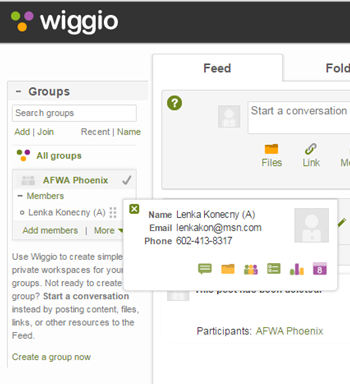 wiggio
− Groups
Search groups
Add | Join Recent | Name
All groups
AFWA Phoenix
− Members
Lenka Konecny (A)
Add members | More
Use Wiggio to create simple
private workspaces for your
groups. Not ready to create
group? Start a conversation
instead by posting content, files,
links, or other resources to the
Feed.
Create a group now
Feed
Fold
?
Start a conversation
Files
Link
Name Lenka Konecny (A)
Email lenkakon@msn.com
Phone 602-413-8317
8
This post has been deleted.
Participants: AFWA Phoenix